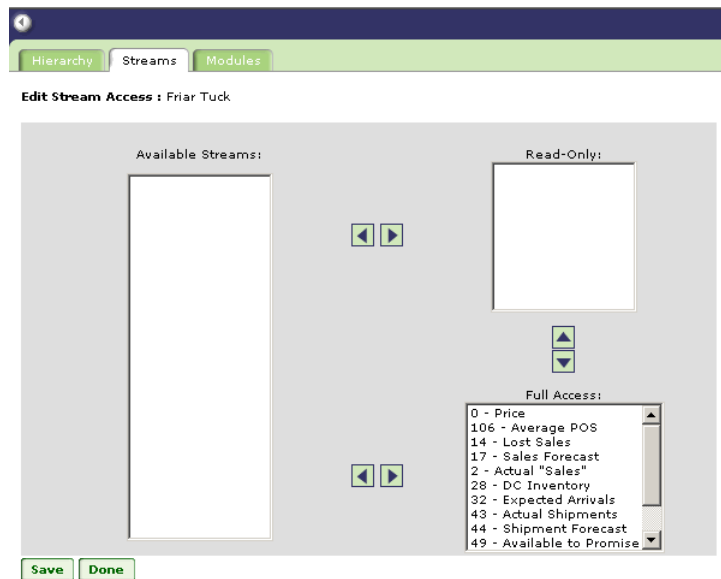 Hierarchy Streams Modules
Edit Stream Access : Friar Tuck
Available Streams:
Read-Only:
Full Access:
0 - Price
106 - Average POS
14 - Lost Sales
17 - Sales Forecast
2 - Actual "Sales"
28 - DC Inventory
32 - Expected Arrivals
43 - Actual Shipments
44 - Shipment Forecast
49 - Available to Promise
Save Done